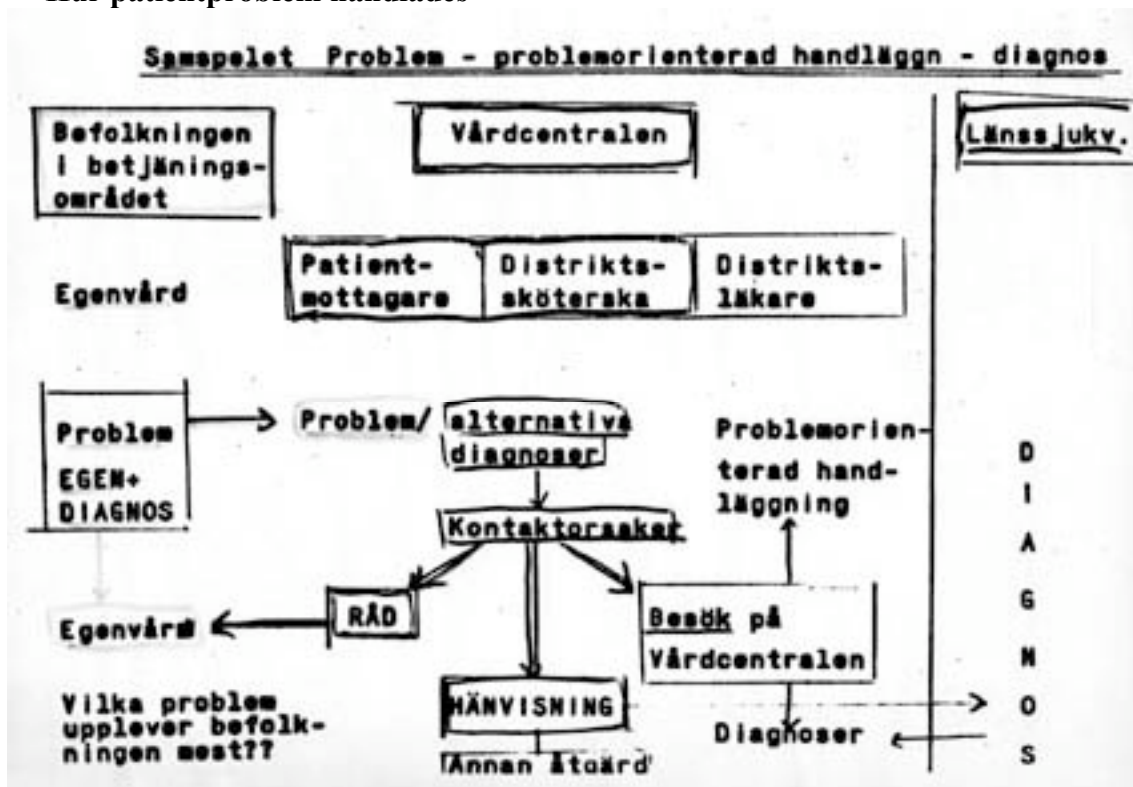 Hur patientproblem handlades
Samspelet Problem - problemorienterad handläggn - diagnos
Befolkningen
i betjänings-
området
Vårdcentralen
Länssjukv.
Egenvård
Patient-
mottagare
Distrikts-
sköterska
Distrikts-
läkare
Problem
EGEN+
DIAGNOS
Problem/
alternativa
diagnoser
Kontaktorsaker
Problemorien-
terad hand-
läggning
RÅD
Egenvård
Besök på
Vårdcentralen
HÄNVISNING
Annan åtgärd
Diagnoser
Vilka problem
upplever befolk-
ningen mest??
D
I
A
G
N
O
S